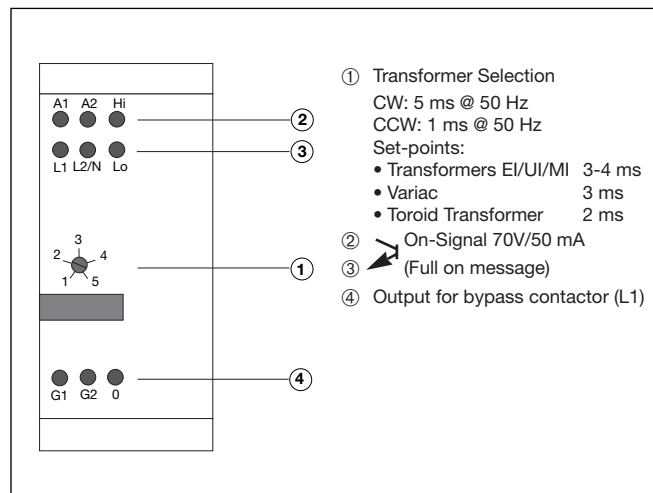 A1 A2 Hi
L1 L2/N Lo
3
2 4
1 5
G1 G2 0
②
③
①
④
① Transformer Selection
CW: 5 ms @ 50 Hz
CCW: 1 ms @ 50 Hz
Set-points:
• Transformers EI/UI/MI 3-4 ms
• Variac 3 ms
• Toroid Transformer 2 ms
② On-Signal 70V/50 mA
③ (Full on message)
④ Output for bypass contactor (L1)